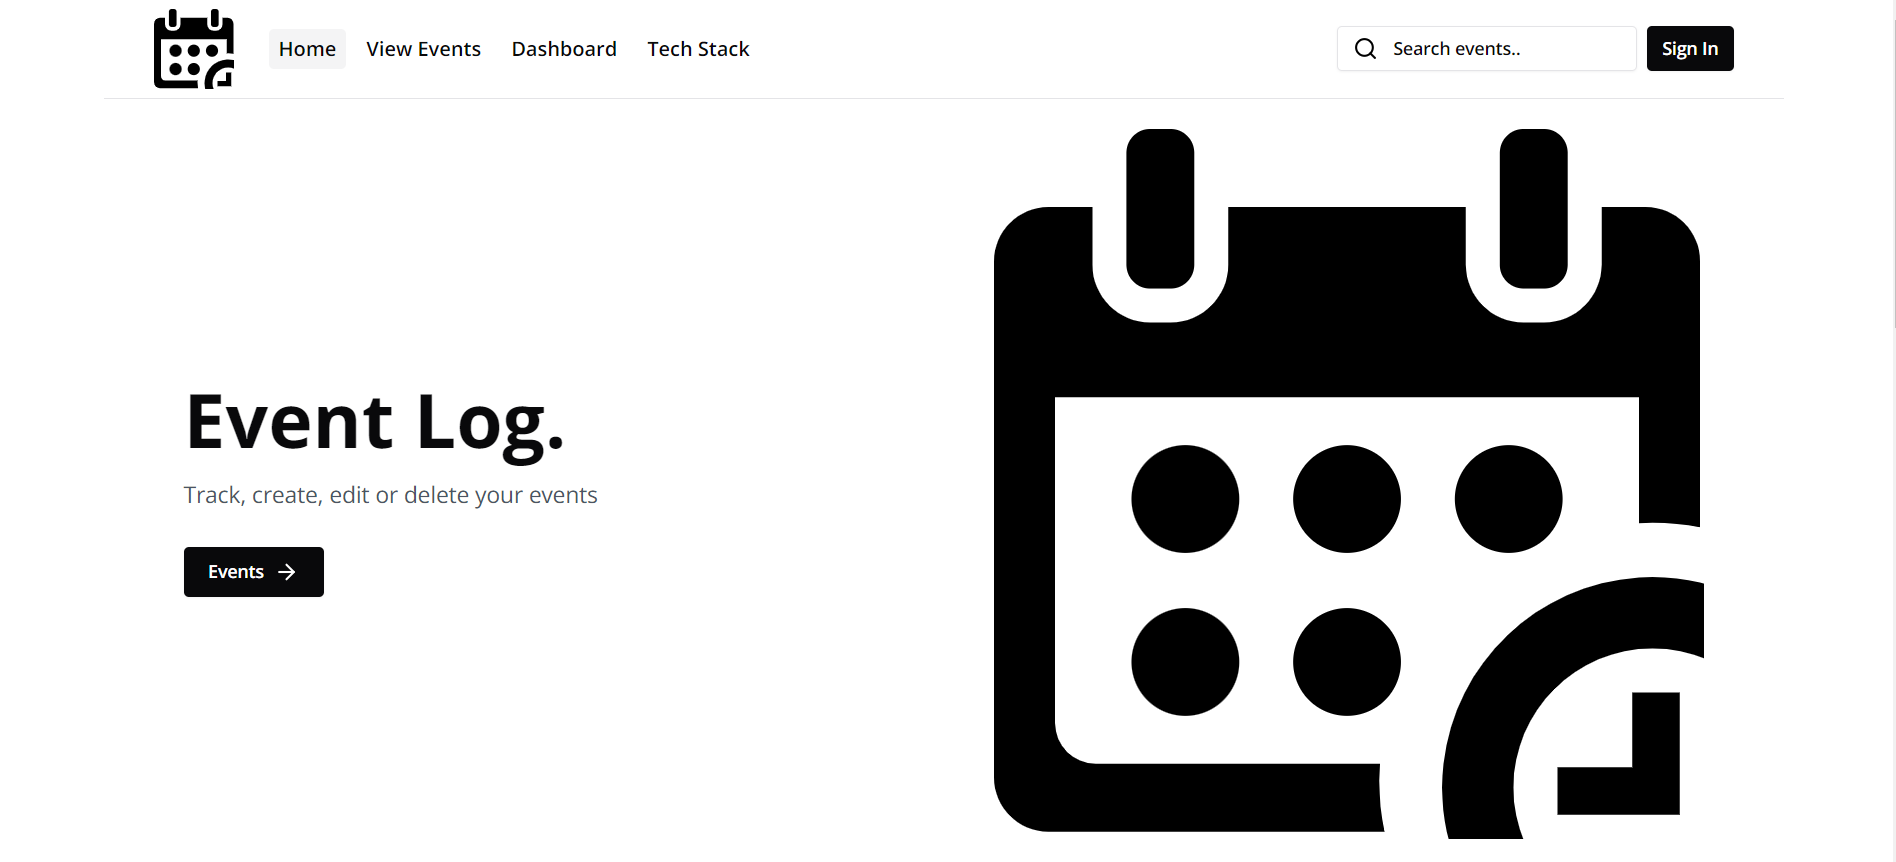 Home
View Events
Dashboard
Tech Stack
Search events..
Sign In
Event Log.
Track, create, edit or delete your events
Events